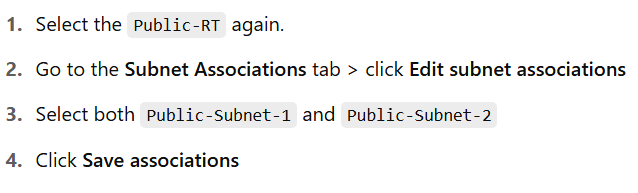 1. Select the Public-RT again.
2. Go to the Subnet Associations tab > click Edit subnet associations
3. Select both Public-Subnet-1 and Public-Subnet-2
4. Click Save associations